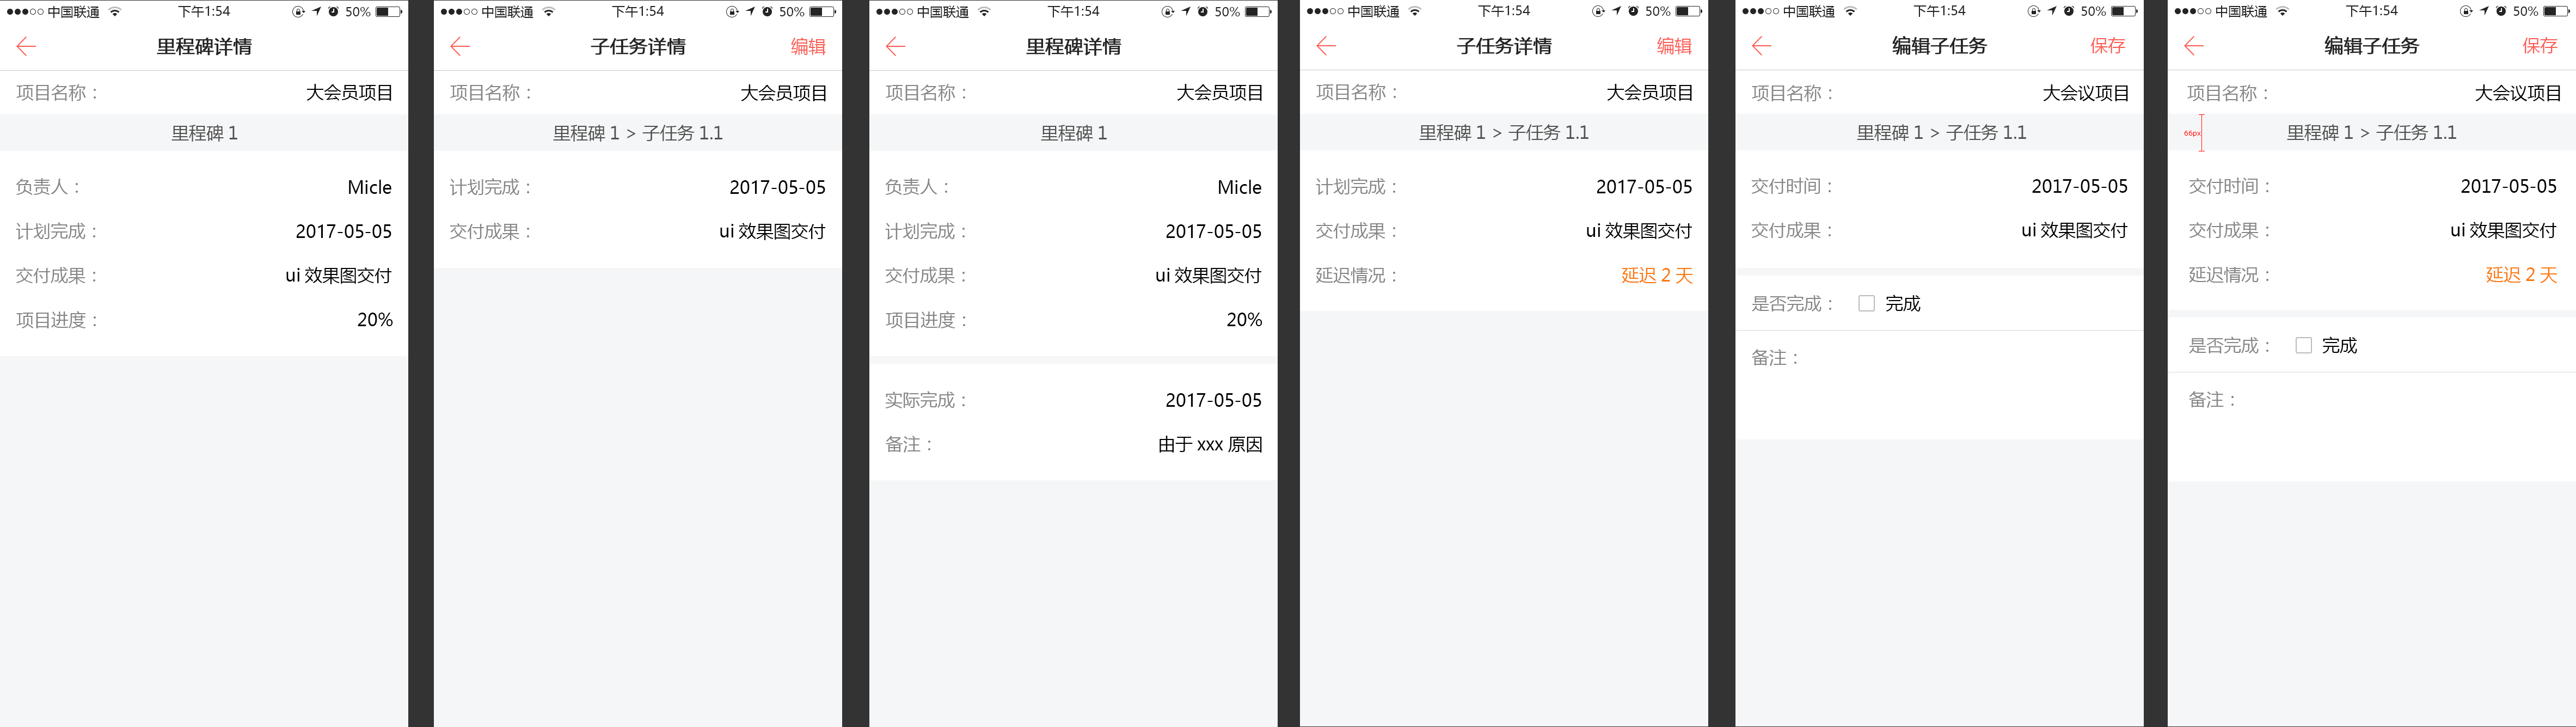 中国联通 下午1:54 50%
里程碑详情
项目名称： 大会员项目
里程碑 1
负责人： Micle
计划完成： 2017-05-05
交付成果： ui 效果图交付
项目进度： 20%
中国联通 下午1:54 50%
子任务详情 编辑
项目名称： 大会员项目
里程碑 1 > 子任务 1.1
计划完成： 2017-05-05
交付成果： ui 效果图交付
中国联通 下午1:54 50%
里程碑详情
项目名称： 大会员项目
里程碑 1
负责人： Micle
计划完成： 2017-05-05
交付成果： ui 效果图交付
项目进度： 20%
实际完成： 2017-05-05
备注： 由于 xxx 原因
中国联通 下午1:54 50%
子任务详情 编辑
项目名称： 大会员项目
里程碑 1 > 子任务 1.1
计划完成： 2017-05-05
交付成果： ui 效果图交付
延迟情况： 延迟 2 天
中国联通 下午1:54 50%
编辑子任务 保存
项目名称： 大会议项目
里程碑 1 > 子任务 1.1
交付时间： 2017-05-05
交付成果： ui 效果图交付
是否完成： 完成
备注：
中国联通 下午1:54 50%
编辑子任务 保存
项目名称： 大会议项目
66px 里程碑 1 > 子任务 1.1
交付时间： 2017-05-05
交付成果： ui 效果图交付
延迟情况： 延迟 2 天
是否完成： 完成
备注：